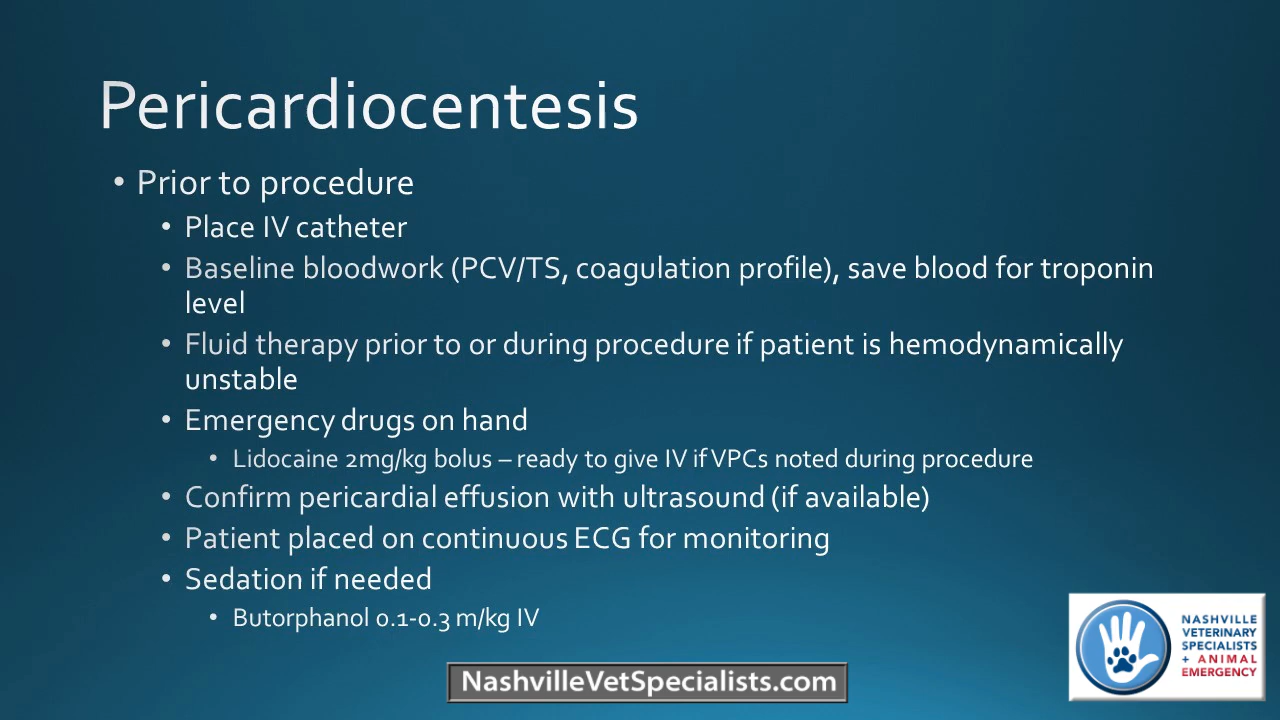 Pericardiocentesis
• Prior to procedure
• Place IV catheter
• Baseline bloodwork (PCV/TS, coagulation profile), save blood for troponin
level
• Fluid therapy prior to or during procedure if patient is hemodynamically
unstable
• Emergency drugs on hand
• Lidocaine 2mg/kg bolus – ready to give IV if VPCs noted during procedure
• Confirm pericardial effusion with ultrasound (if available)
• Patient placed on continuous ECG for monitoring
• Sedation if needed
• Butorphanol 0.1-0.3 m/kg IV
NASHVILLE
VETERINARY
SPECIALISTS
+ ANIMAL
EMERGENCY
NashvilleVetSpecialists.com